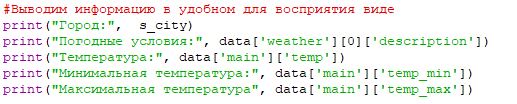 #Выводим информацию в удобном для восприятия виде
print("Город:",  s_city)
print("Погодные условия:", data['weather'][0]['description'])
print("Температура:", data['main']['temp'])
print("Минимальная температура:", data['main']['temp_min'])
print("Максимальная температура", data['main']['temp_max'])